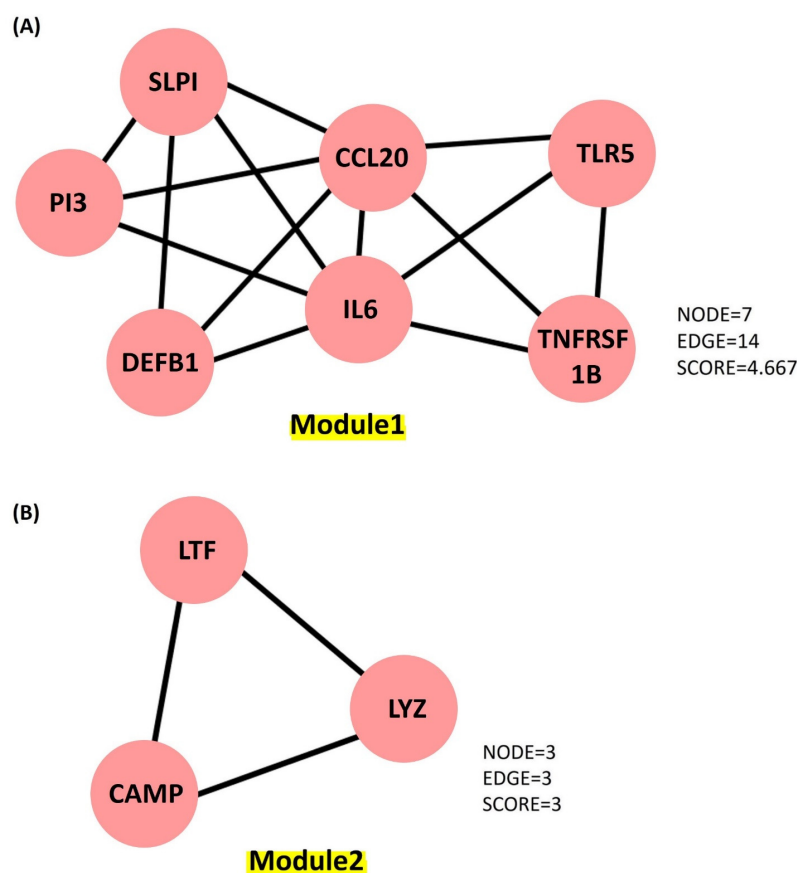 (A)
SLPI
CCL20
TLR5
PI3
IL6
DEFB1
TNFRSF
1B
NODE=7
EDGE=14
SCORE=4.667
Module1
(B)
LTF
LYZ
CAMP
NODE=3
EDGE=3
SCORE=3
Module2